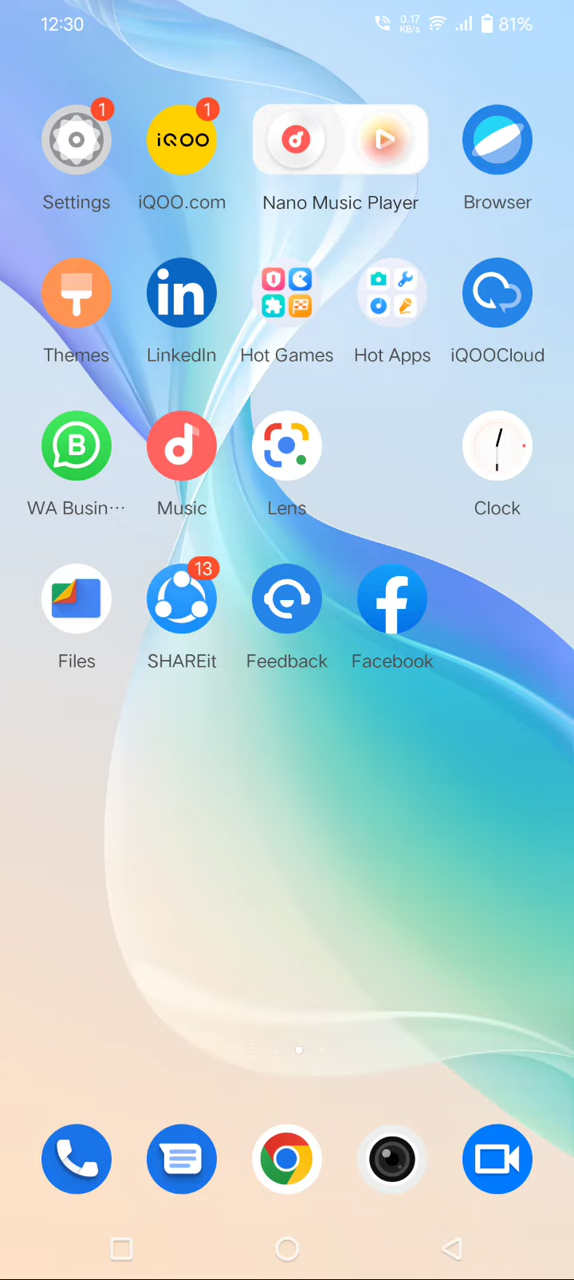 12:30
0.17
KB/s
81%
1
1
iQOO
Settings
iQOO.com
Nano Music Player
Browser
in
Themes
LinkedIn
Hot Games
Hot Apps
iQOOCloud
B
WA Busin···
Music
Lens
Clock
13
f
Files
SHAREit
Feedback
Facebook